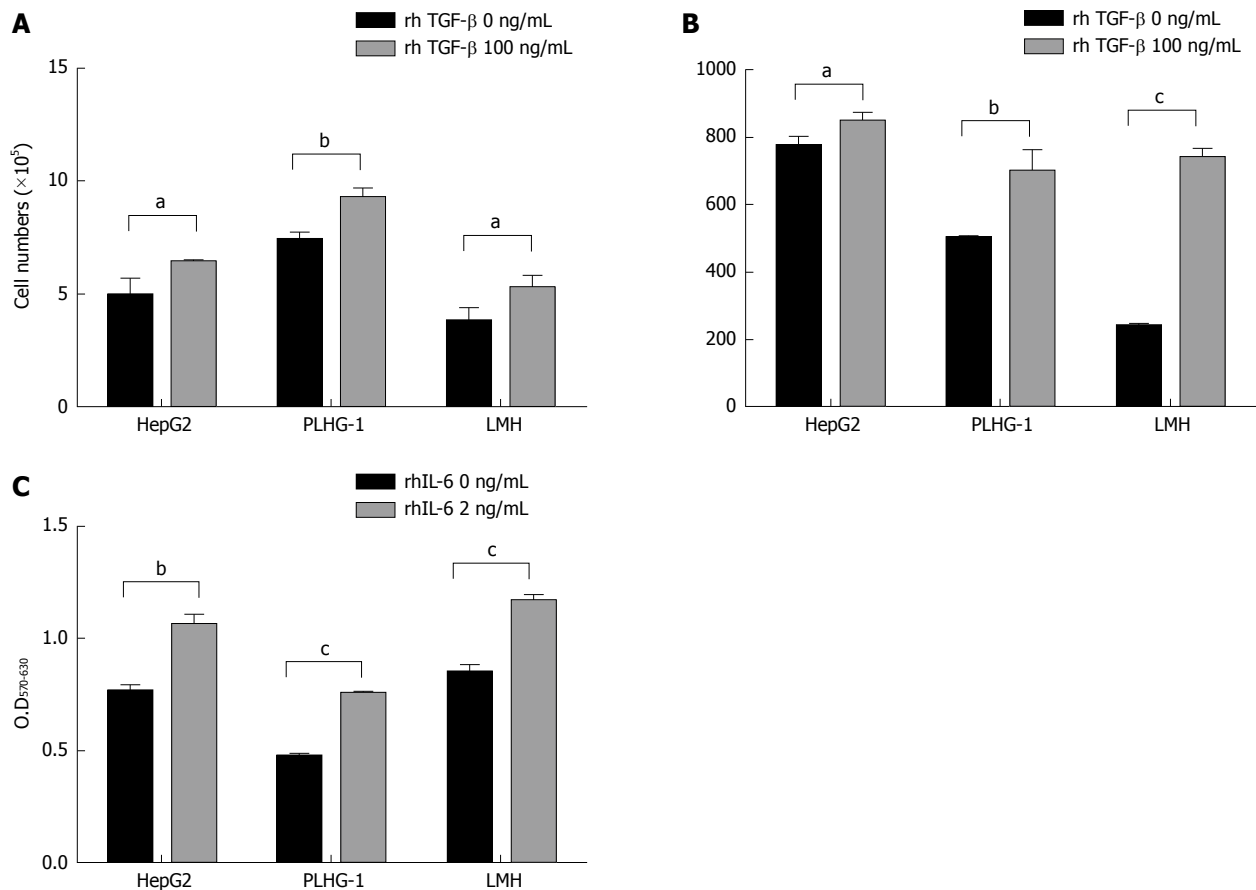 A
rh TGF-β 0 ng/mL
rh TGF-β 100 ng/mL
Cell numbers (×10⁵)
15
10
5
0
a
b
a
HepG2
PLHG-1
LMH
B
rh TGF-β 0 ng/mL
rh TGF-β 100 ng/mL
1000
800
600
400
200
0
a
b
c
HepG2
PLHG-1
LMH
C
rhIL-6 0 ng/mL
rhIL-6 2 ng/mL
O.D570-630
1.5
1.0
0.5
0.0
b
c
c
HepG2
PLHG-1
LMH